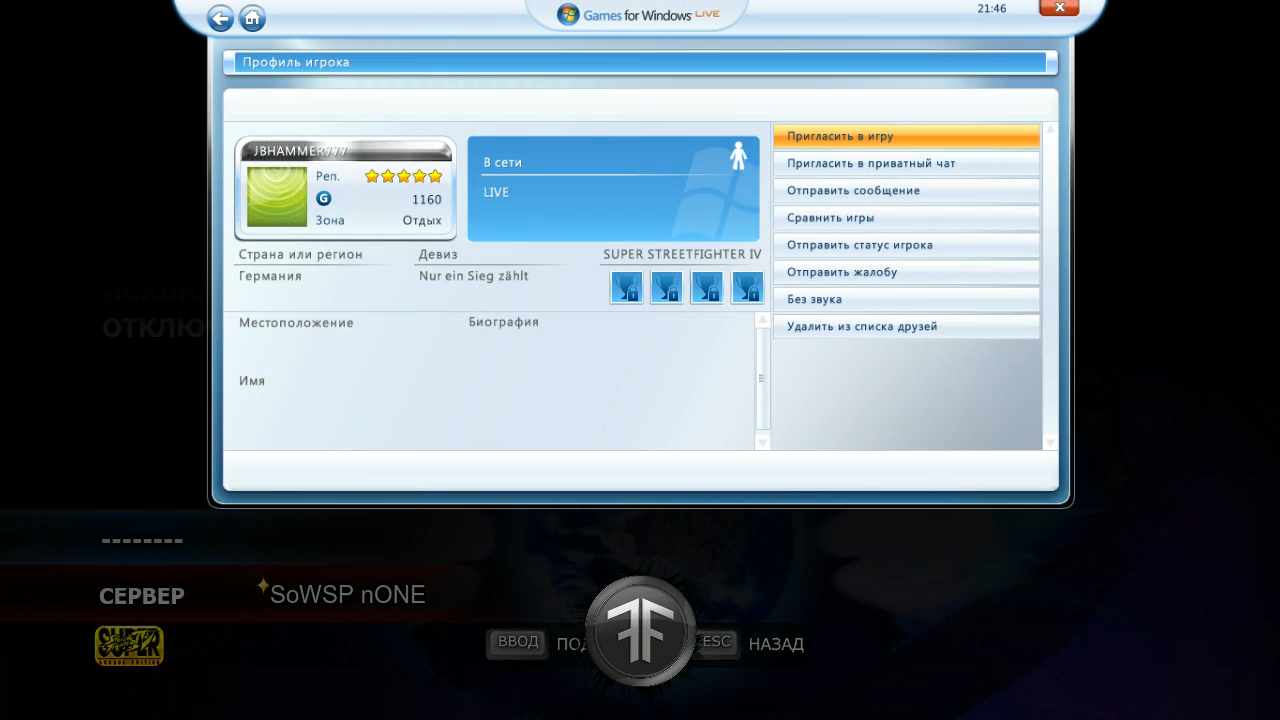 21:46
Games for Windows LIVE
Профиль игрока
JBHAMMER777
Реп.
G 1160
Зона Отдых
В сети
LIVE
Страна или регион
Германия
Девиз
Nur ein Sieg zählt
SUPER STREETFIGHTER IV
Местоположение
Биография
Имя
Пригласить в игру
Пригласить в приватный чат
Отправить сообщение
Сравнить игры
Отправить статус игрока
Отправить жалобу
Без звука
Удалить из списка друзей
ОТКЛЮ
--------
СЕРВЕР SoWSP nONE
SUPER
ВВОД ПОД ESC НАЗАД